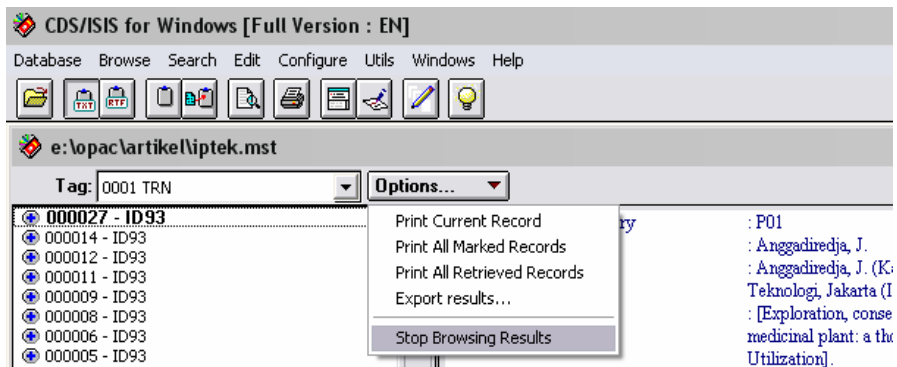 CDS/ISIS for Windows [Full Version : EN]
Database Browse Search Edit Configure Utils Windows Help
TXT RTF
e:\opac\artikel\iptek.mst
Tag: 0001 TRN Options...
000027 - ID93
000014 - ID93
000012 - ID93
000011 - ID93
000009 - ID93
000008 - ID93
000006 - ID93
000005 - ID93
Print Current Record
Print All Marked Records
Print All Retrieved Records
Export results...
Stop Browsing Results
ry : P01
: Anggadiredja, J.
: Anggadiredja, J. (K
Teknologi, Jakarta (I
: [Exploration, conse
medicinal plant: a tho
Utilization].